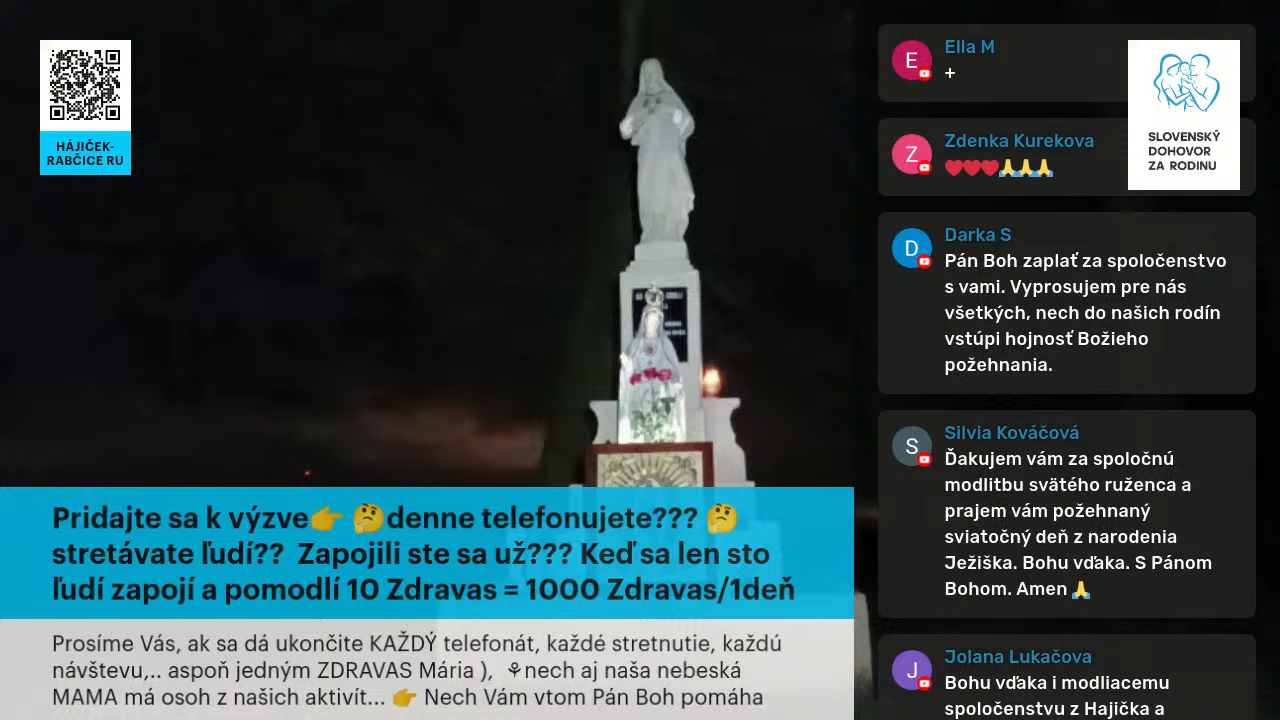 HÁJIČEK-
RABČICE RU
Pridajte sa k výzve👉 🤔denne telefonujete??? 🤔
stretávate ľudí?? Zapojili ste sa už??? Keď sa len sto
ľudí zapojí a pomodlí 10 Zdravas = 1000 Zdravas/1deň
Prosíme Vás, ak sa dá ukončite KAŽDÝ telefonát, každé stretnutie, každú
návštevu,.. aspoň jedným ZDRAVAS Mária ), ⚘nech aj naša nebeská
MAMA má osoh z našich aktivít... 👉 Nech Vám vtom Pán Boh pomáha
E
Ella M
+
Z
Zdenka Kurekova
❤️❤️❤️🙏🙏🙏
SLOVENSKÝ
DOHOVOR
ZA RODINU
D
Darka S
Pán Boh zaplať za spoločenstvo
s vami. Vyprosujem pre nás
všetkých, nech do našich rodín
vstúpi hojnosť Božieho
požehnania.
S
Silvia Kováčová
Ďakujem vám za spoločnú
modlitbu svätého ruženca a
prajem vám požehnaný
sviatočný deň z narodenia
Ježiška. Bohu vďaka. S Pánom
Bohom. Amen 🙏
J
Jolana Lukačova
Bohu vďaka i modliacemu
spoločenstvu z Hajička a